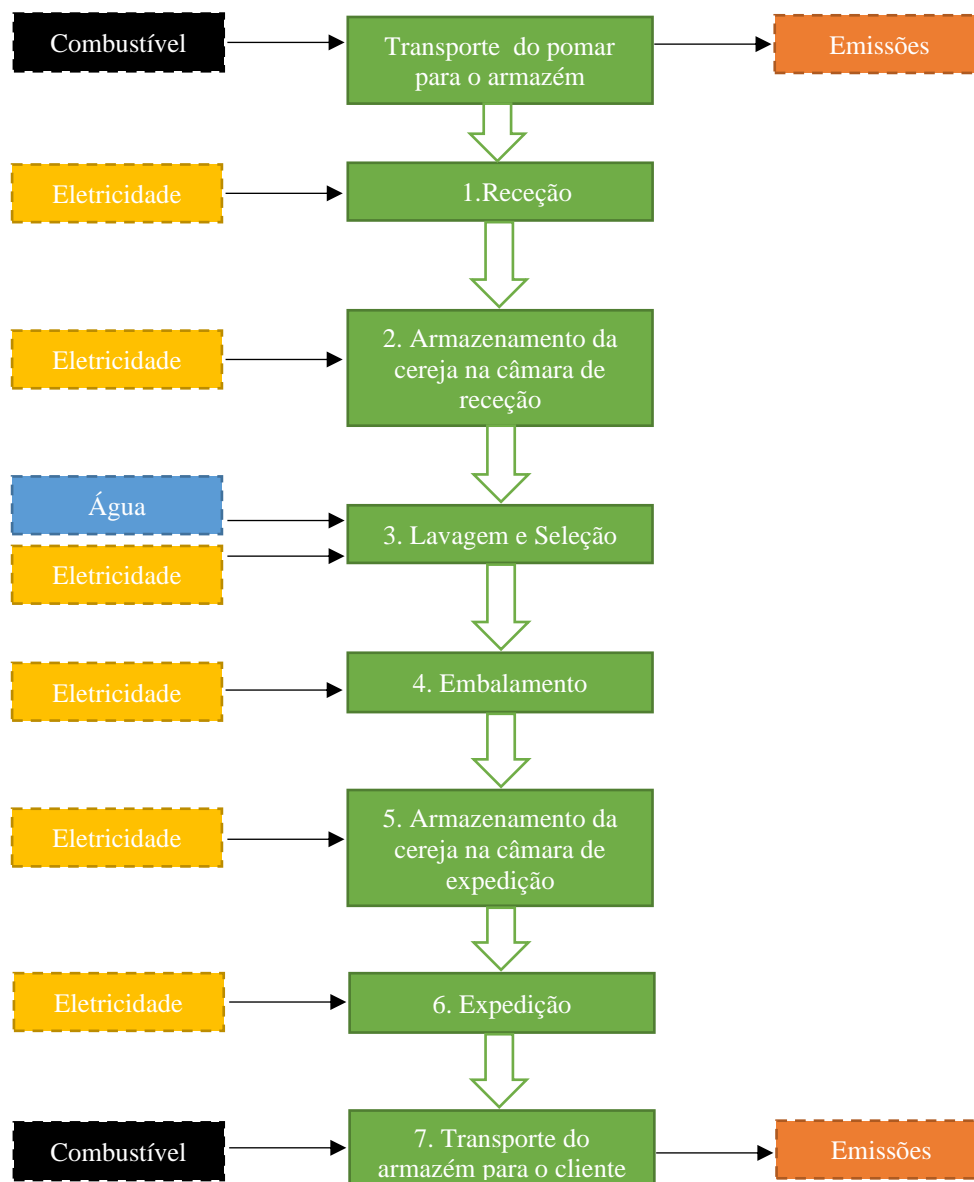 Combustível
Transporte do pomar
para o armazém
Emissões
Eletricidade
1.Receção
Eletricidade
2. Armazenamento da
cereja na câmara de
receção
Água
Eletricidade
3. Lavagem e Seleção
Eletricidade
4. Embalamento
Eletricidade
5. Armazenamento da
cereja na câmara de
expedição
Eletricidade
6. Expedição
Combustível
7. Transporte do
armazém para o cliente
Emissões